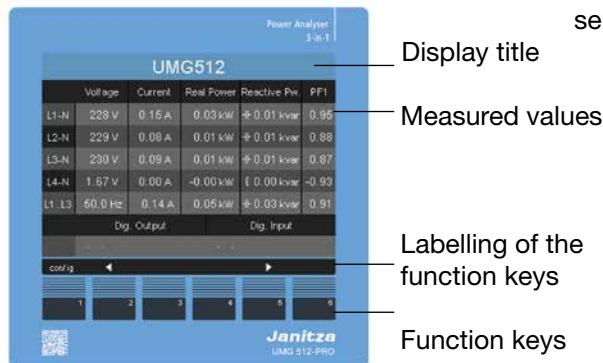 se
Power Analyser
3-in-1
Display title
UMG512
Voltage Current Real Power Reactive Pw. PF1
L1-N 228 V 0.15 A 0.03 kW 0.01 kvar 0.95
Measured values
L2-N 229 V 0.08 A 0.01 kW 0.01 kvar 0.88
L3-N 230 V 0.09 A 0.01 kW 0.01 kvar 0.87
L4-N 1.67 V 0.00 A -0.00 kW 0.00 kvar -0.93
L1..L3 50.0 Hz 0.14 A 0.05 kW 0.03 kvar 0.91
Dig. Output Dig. Input
Labelling of the
function keys
config
1 2 3 4 5 6
Function keys
Janitza
UMG 512-PRO